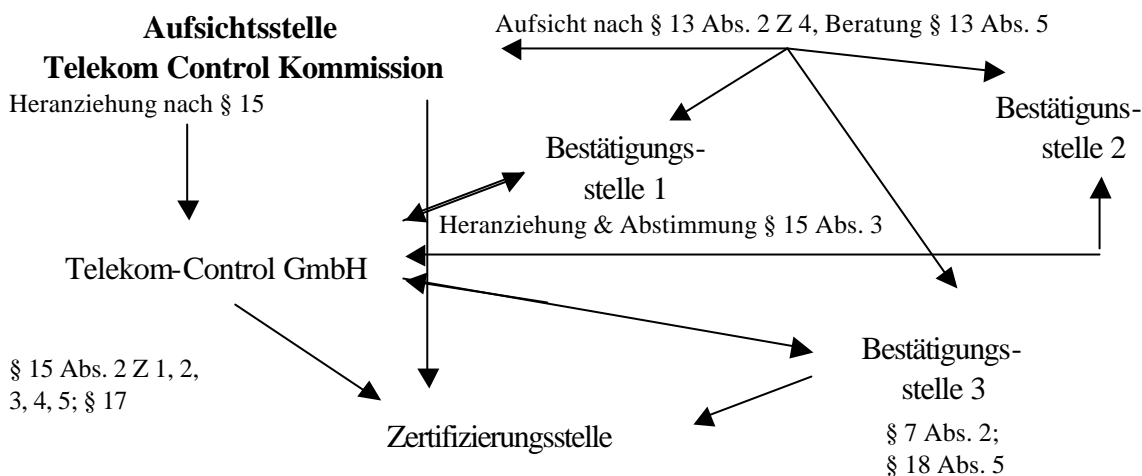 Aufsichtsstelle
Telekom Control Kommission
Aufsicht nach § 13 Abs. 2 Z 4, Beratung § 13 Abs. 5
Heranziehung nach § 15
Bestätiguns-
stelle 2
Bestätigungs-
stelle 1
Heranziehung & Abstimmung § 15 Abs. 3
Telekom-Control GmbH
§ 15 Abs. 2 Z 1, 2,
3, 4, 5; § 17
Bestätigungs-
stelle 3
Zertifizierungsstelle
§ 7 Abs. 2;
§ 18 Abs. 5